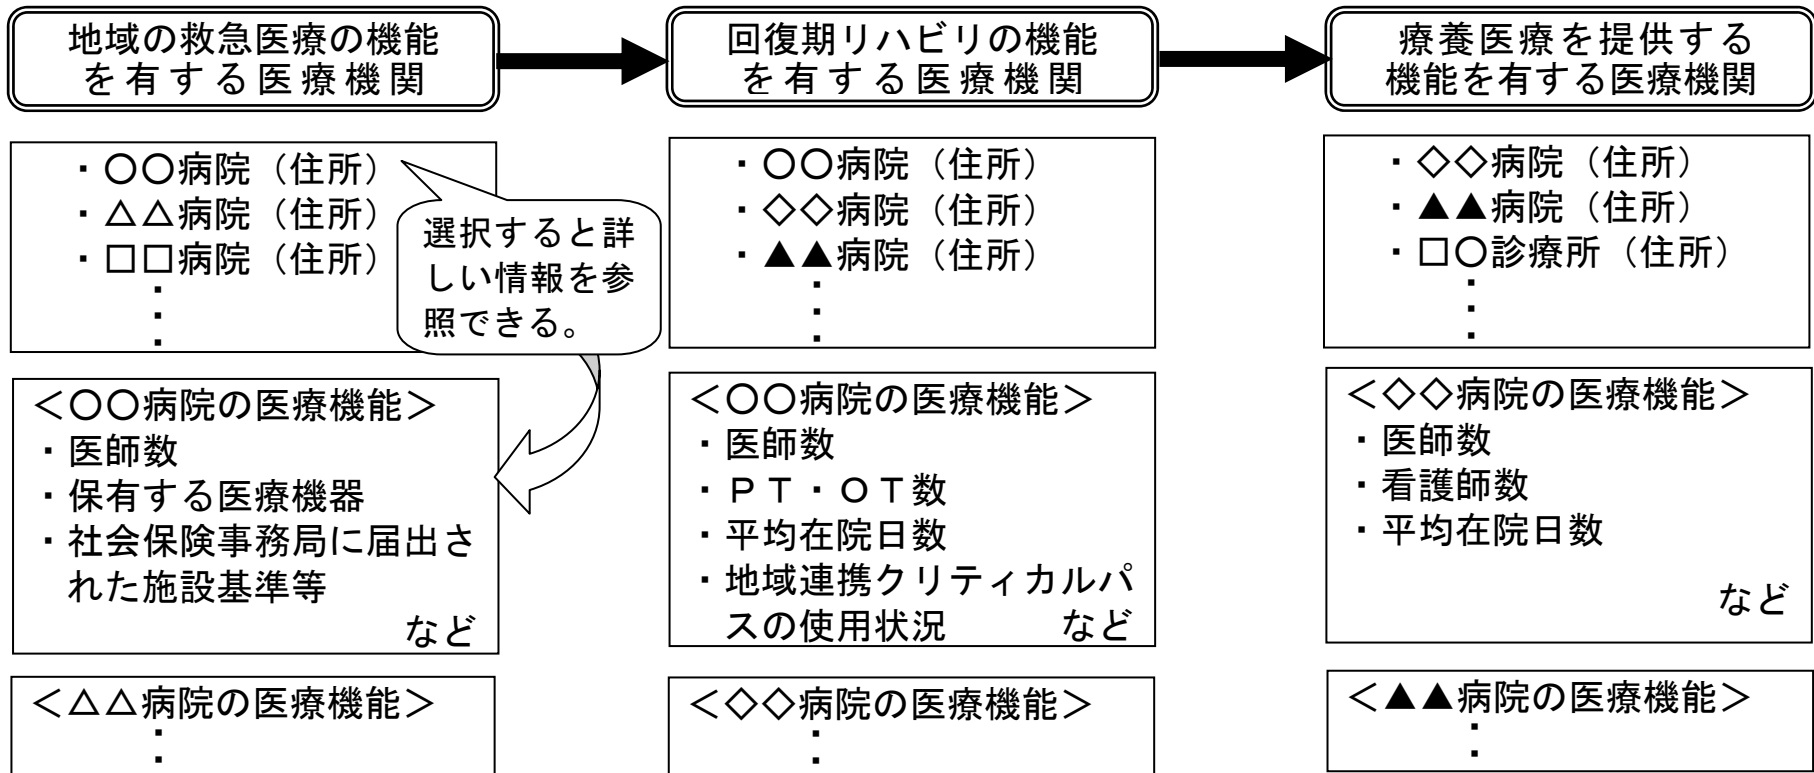 地域の救急医療の機能
を有する医療機関
回復期リハビリの機能
を有する医療機関
療養医療を提供する
機能を有する医療機関
・〇〇病院（住所）
・△△病院（住所）
・□□病院（住所）
・
・
・
選択すると詳
しい情報を参
照できる。
・〇〇病院（住所）
・◇◇病院（住所）
・▲▲病院（住所）
・
・
・
・◇◇病院（住所）
・▲▲病院（住所）
・□〇診療所（住所）
・
・
・
＜〇〇病院の医療機能＞
・医師数
・保有する医療機器
・社会保険事務局に届出さ
れた施設基準等
など
＜〇〇病院の医療機能＞
・医師数
・ＰＴ・ＯＴ数
・平均在院日数
・地域連携クリティカルパ
スの使用状況　　　など
＜◇◇病院の医療機能＞
・医師数
・看護師数
・平均在院日数
など
＜△△病院の医療機能＞
・
・
＜◇◇病院の医療機能＞
・
・
＜▲▲病院の医療機能＞
・
・